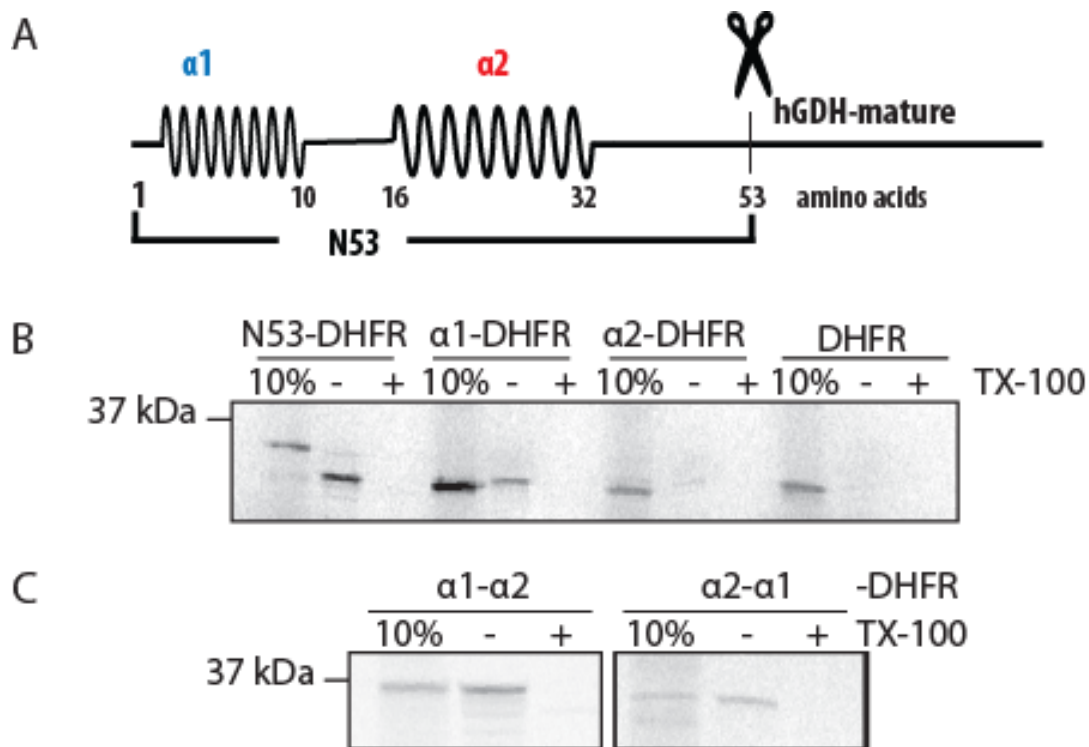 A
α1 α2
hGDH-mature
1 10 16 32 53 amino acids
N53
B
N53-DHFR α1-DHFR α2-DHFR DHFR
10% - + 10% - + 10% - + 10% - + TX-100
37 kDa
C
α1-α2 α2-α1 -DHFR
10% - + 10% - + TX-100
37 kDa